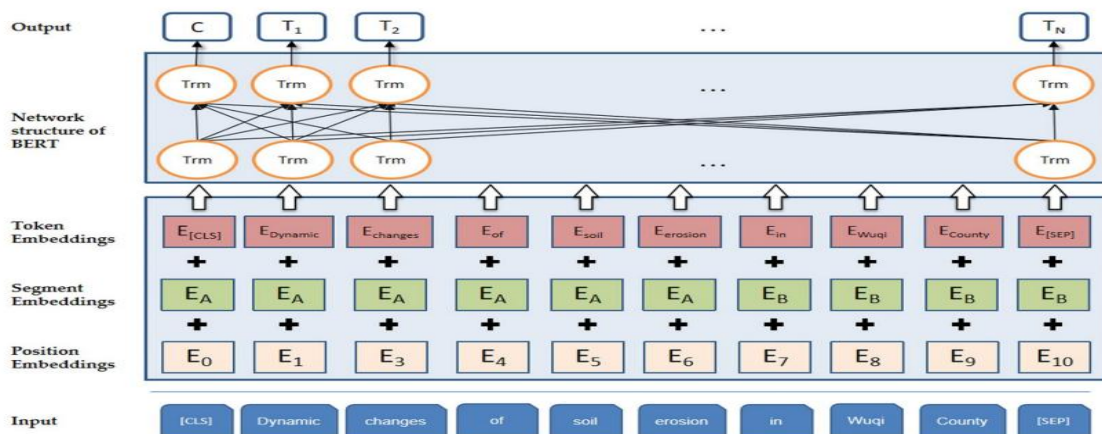 Output C T1 T2 ... TN
Trm Trm Trm ... Trm
Network
structure of
BERT
Trm Trm Trm ... Trm
Token
Embeddings
E[CLS] EDynamic Echanges Eof Esoil Eerosion Ein EWuqi ECounty E[SEP]
+ + + + + + + + + +
Segment
Embeddings
EA EA EA EA EA EA EB EB EB EB
+ + + + + + + + + +
Position
Embeddings
E0 E1 E3 E4 E5 E6 E7 E8 E9 E10
Input [CLS] Dynamic changes of soil erosion in Wuqi County [SEP]